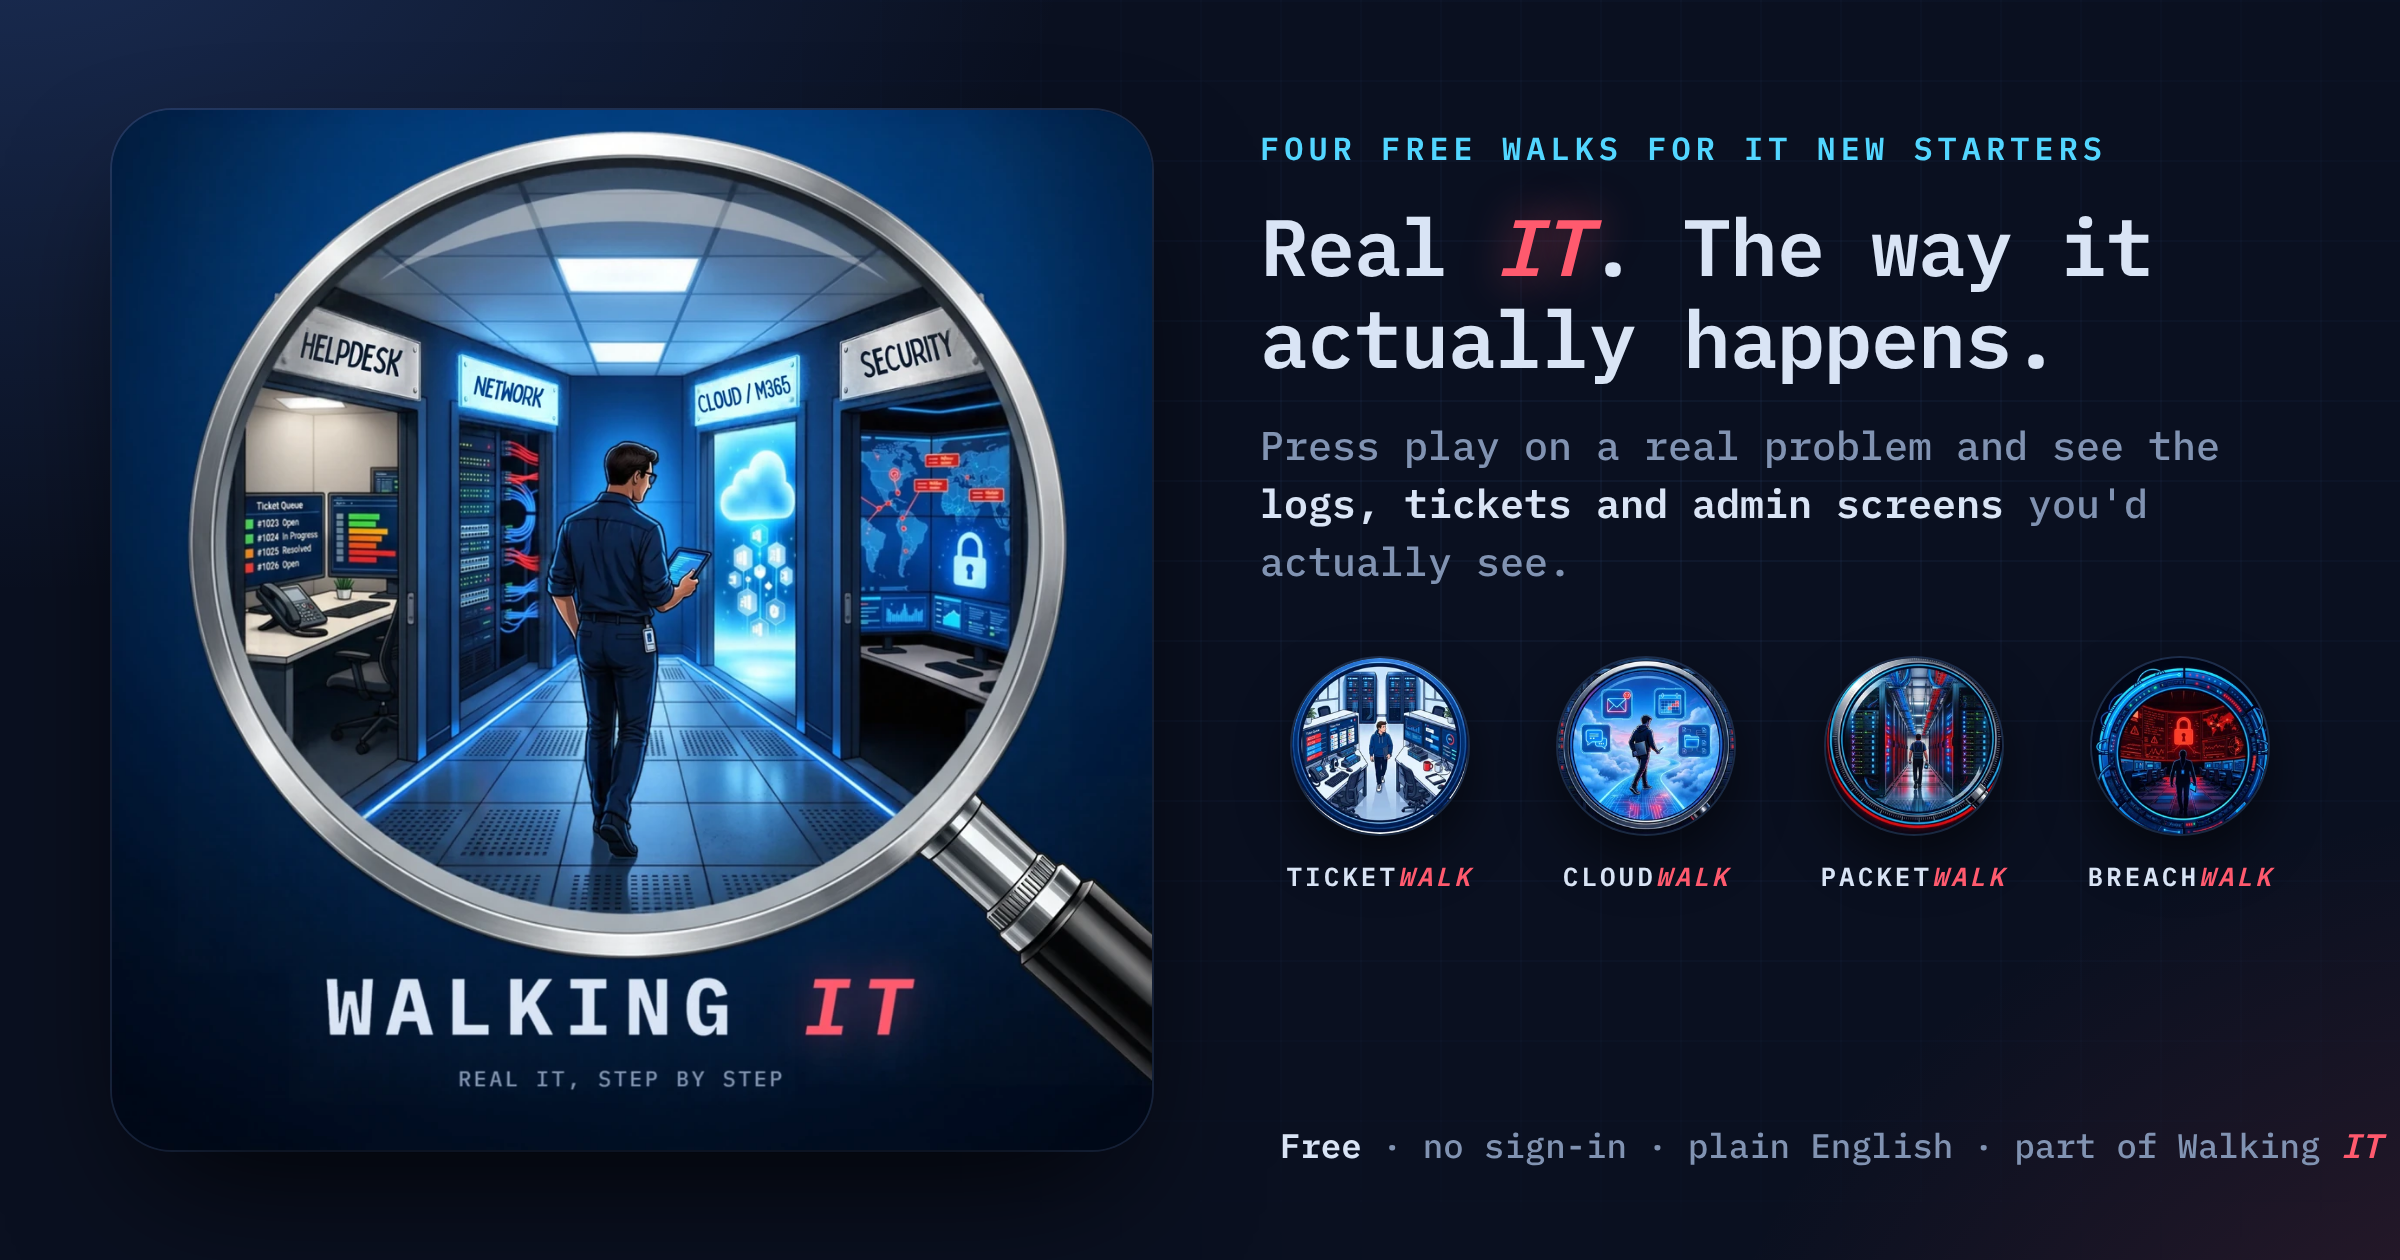 HELPDESK
NETWORK
CLOUD / M365
SECURITY
Ticket Queue
#1023 Open
#1024 In Progress
#1025 Resolved
#1026 Open
WALKING IT
REAL IT, STEP BY STEP
FOUR FREE WALKS FOR IT NEW STARTERS
Real IT. The way it
actually happens.
Press play on a real problem and see the
logs, tickets and admin screens you'd
actually see.
TICKETWALK
CLOUDWALK
PACKETWALK
BREACHWALK
Free · no sign-in · plain English · part of Walking IT